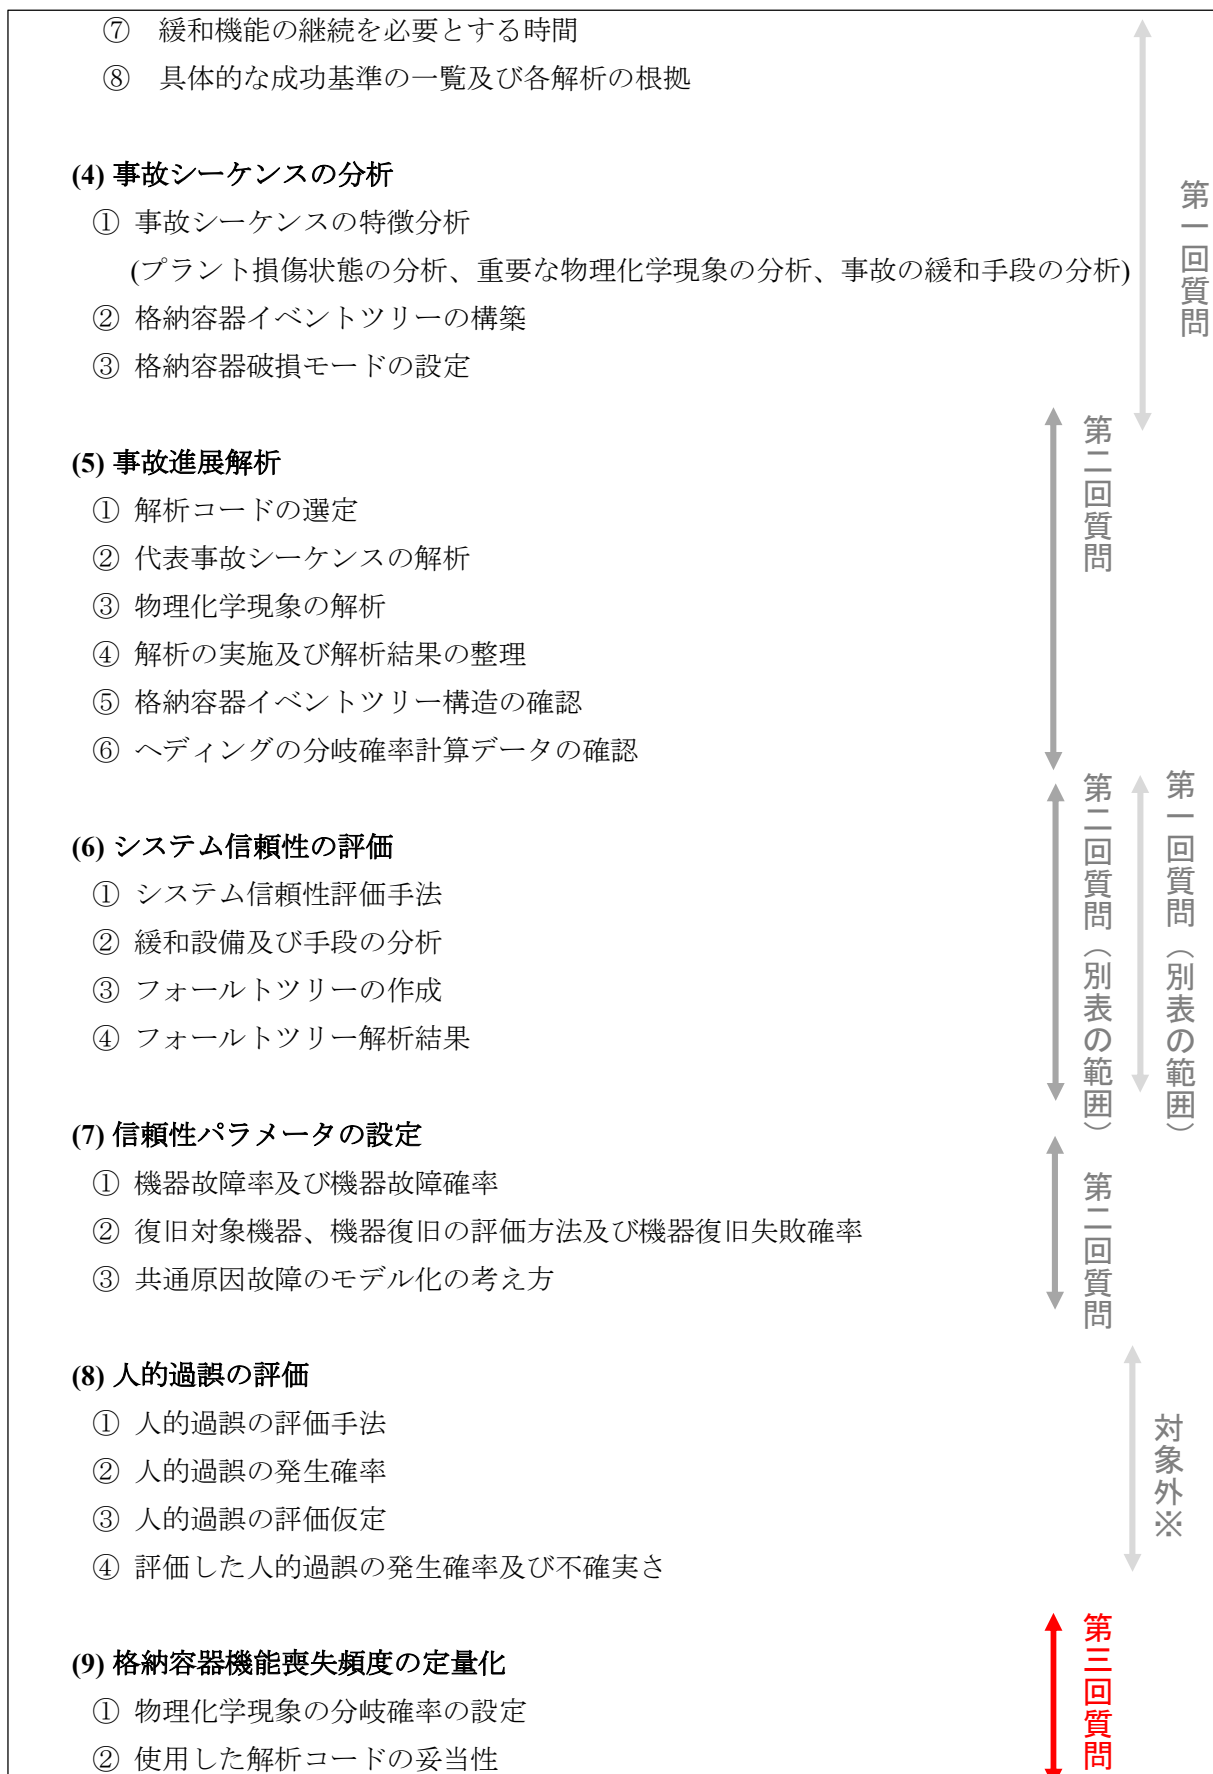 ⑦ 緩和機能の継続を必要とする時間
⑧ 具体的な成功基準の一覧及び各解析の根拠
(4) 事故シーケンスの分析
① 事故シーケンスの特徴分析
(プラント損傷状態の分析、重要な物理化学現象の分析、事故の緩和手段の分析)
② 格納容器イベントツリーの構築
③ 格納容器破損モードの設定
第一回質問
(5) 事故進展解析
① 解析コードの選定
② 代表事故シーケンスの解析
③ 物理化学現象の解析
④ 解析の実施及び解析結果の整理
⑤ 格納容器イベントツリー構造の確認
⑥ ヘディングの分岐確率計算データの確認
第二回質問
(6) システム信頼性の評価
① システム信頼性評価手法
② 緩和設備及び手段の分析
③ フォールトツリーの作成
④ フォールトツリー解析結果
第二回質問（別表の範囲）
第一回質問（別表の範囲）
(7) 信頼性パラメータの設定
① 機器故障率及び機器故障確率
② 復旧対象機器、機器復旧の評価方法及び機器復旧失敗確率
③ 共通原因故障のモデル化の考え方
第二回質問
(8) 人的過誤の評価
① 人的過誤の評価手法
② 人的過誤の発生確率
③ 人的過誤の評価仮定
④ 評価した人的過誤の発生確率及び不確実さ
対象外※
(9) 格納容器機能喪失頻度の定量化
① 物理化学現象の分岐確率の設定
② 使用した解析コードの妥当性
第三回質問